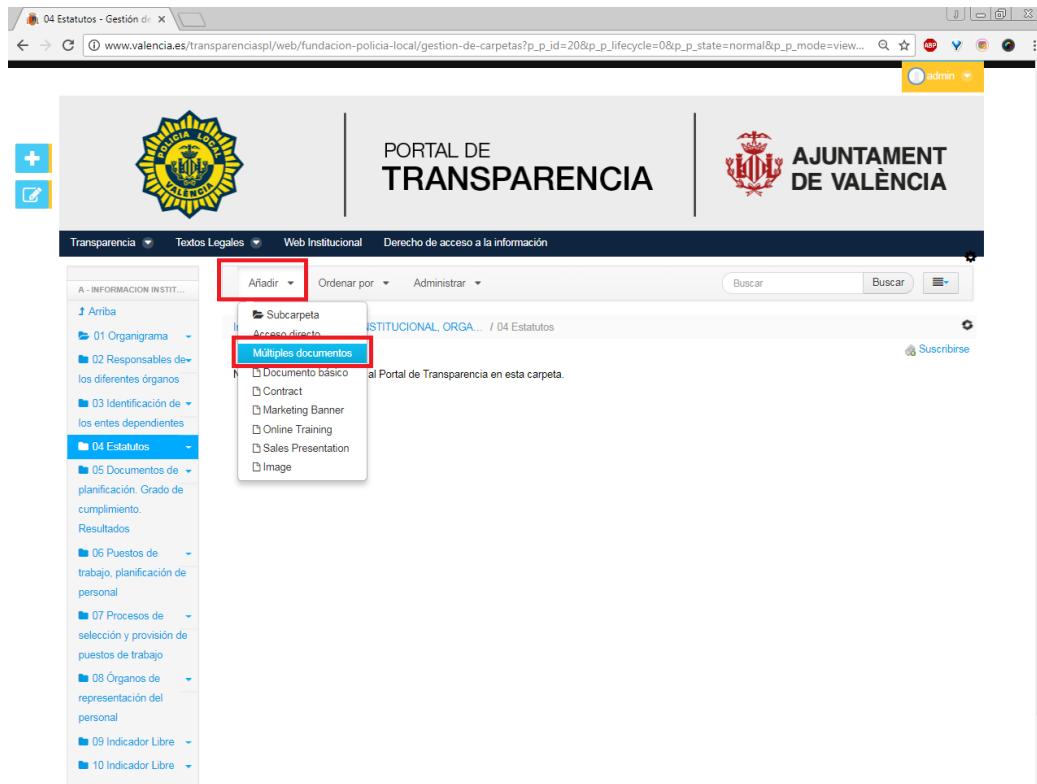 04 Estatutos - Gestión de
www.valencia.es/transparenciaspl/web/fundacion-policia-local/gestion-de-carpetas?p_p_id=20&p_p_lifecycle=0&p_p_state=normal&p_p_mode=view...
ABP
admin
POLICIA LOCAL
VALENCIA
PORTAL DE
TRANSPARENCIA
AJUNTAMENT
DE VALÈNCIA
Transparencia Textos Legales Web Institucional Derecho de acceso a la información
A - INFORMACION INSTIT...
Arriba
01 Organigrama
02 Responsables de
los diferentes órganos
03 Identificación de
los entes dependientes
04 Estatutos
05 Documentos de
planificación. Grado de
cumplimiento.
Resultados
06 Puestos de
trabajo, planificación de
personal
07 Procesos de
selección y provisión de
puestos de trabajo
08 Órganos de
representación del
personal
09 Indicador Libre
10 Indicador Libre
Añadir Ordenar por Administrar Buscar Buscar
NSTITUCIONAL, ORGA... / 04 Estatutos
Suscribirse
al Portal de Transparencia en esta carpeta.
Subcarpeta
Acceso directo
Múltiples documentos
Documento básico
Contract
Marketing Banner
Online Training
Sales Presentation
Image